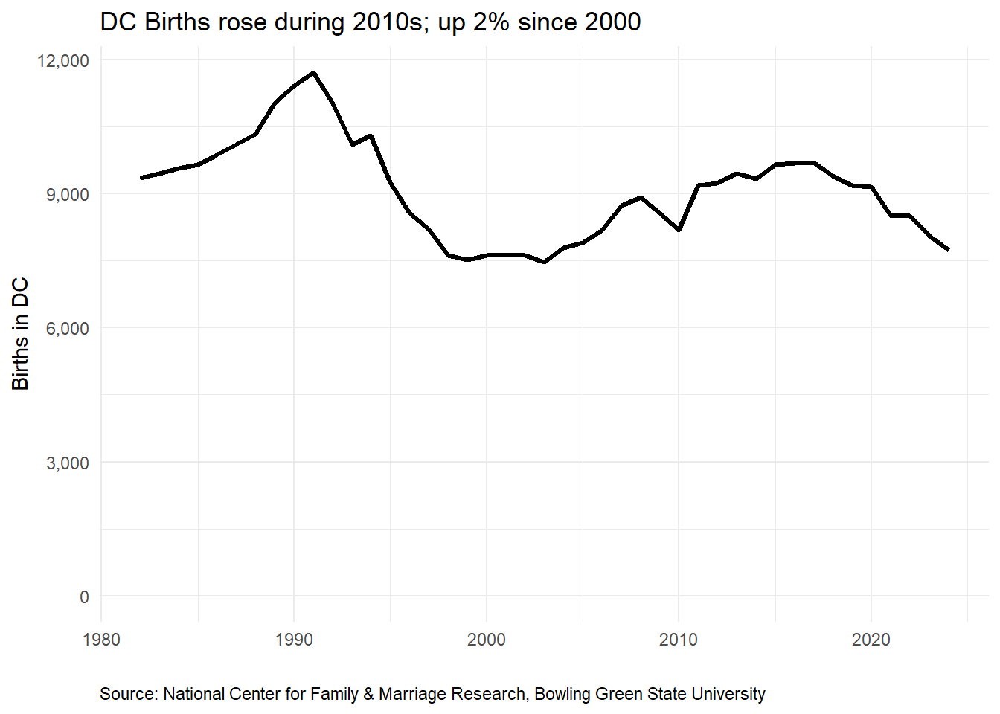 DC Births rose during 2010s; up 2% since 2000
12,000
9,000
6,000
3,000
0
Births in DC
1980 1990 2000 2010 2020
Source: National Center for Family & Marriage Research, Bowling Green State University